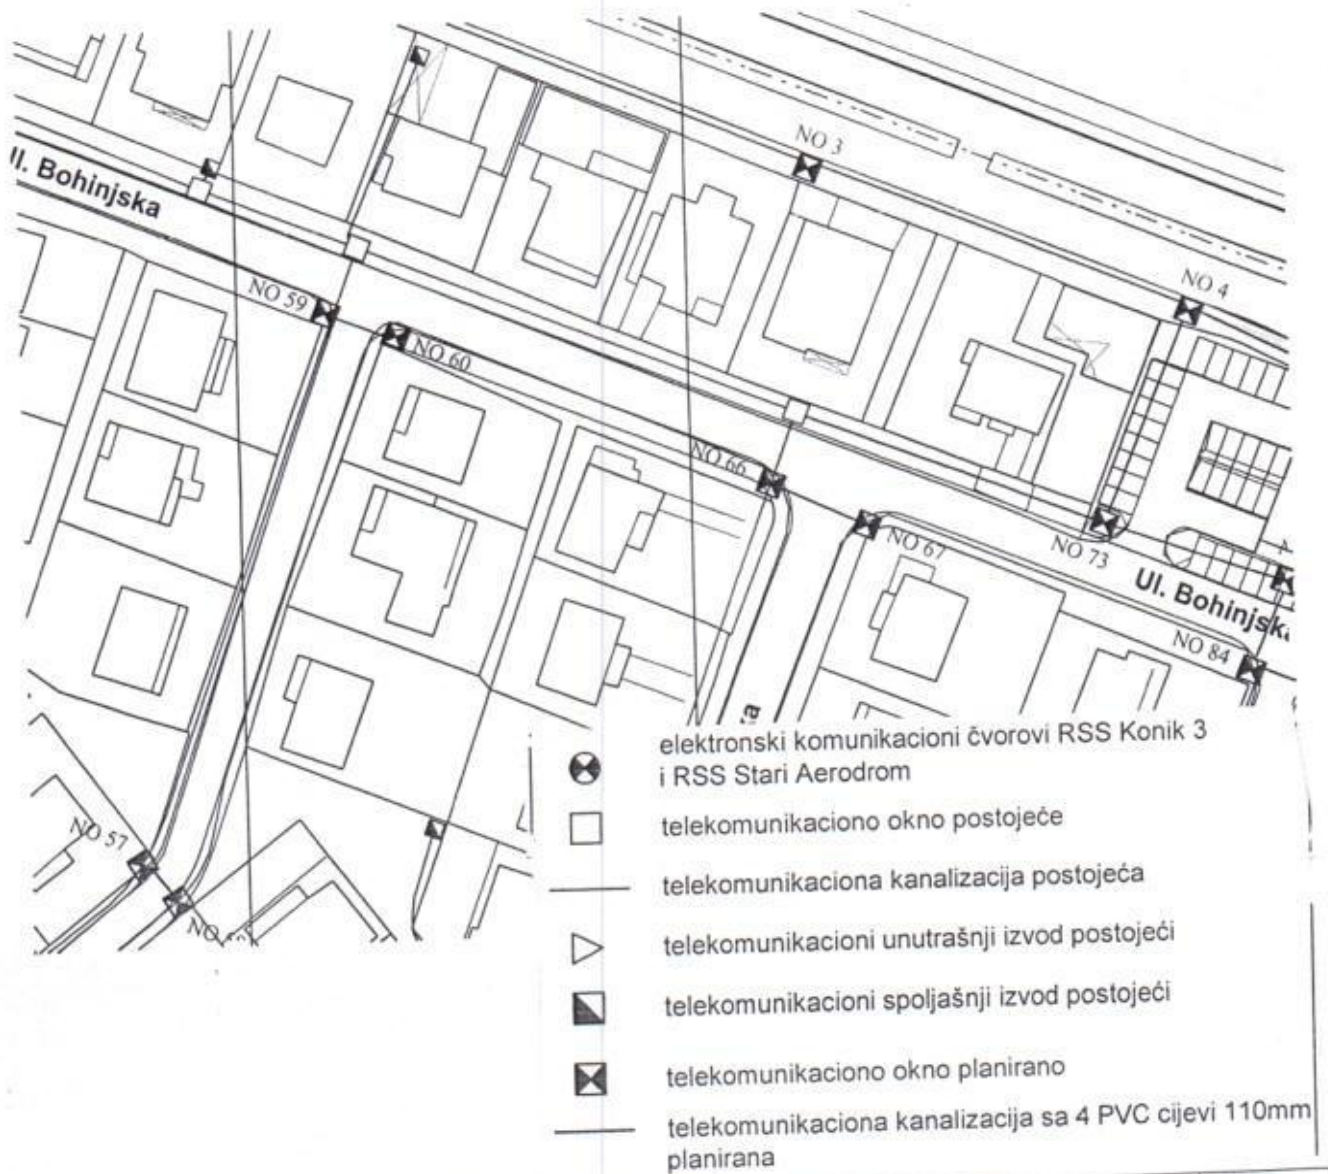 NO 3
Ul. Bohinjska
NO 4
NO 59
NO 60
NO 66
NO 67
NO 73
Ul. Bohinjska
NO 84
elektronski komunikacioni čvorovi RSS Konik 3
i RSS Stari Aerodrom
telekomunikaciono okno postojeće
NO 57
telekomunikaciona kanalizacija postojeća
telekomunikacioni unutrašnji izvod postojeći
telekomunikacioni spoljašnji izvod postojeći
telekomunikaciono okno planirano
telekomunikaciona kanalizacija sa 4 PVC cijevi 110mm
planirana